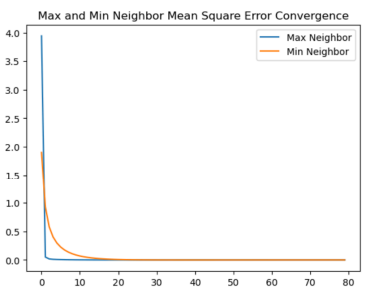 Max and Min Neighbor Mean Square Error Convergence
Max Neighbor
Min Neighbor
4.0
3.5
3.0
2.5
2.0
1.5
1.0
0.5
0.0
0 10 20 30 40 50 60 70 80